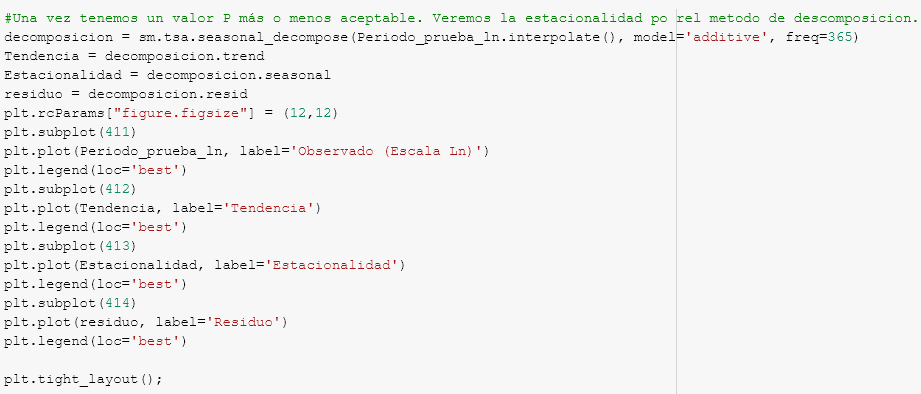 #Una vez tenemos un valor P más o menos aceptable. Veremos la estacionalidad po rel metodo de descomposicion.
decomposicion = sm.tsa.seasonal_decompose(Periodo_prueba_ln.interpolate(), model='additive', freq=365)
Tendencia = decomposicion.trend
Estacionalidad = decomposicion.seasonal
residuo = decomposicion.resid
plt.rcParams["figure.figsize"] = (12,12)
plt.subplot(411)
plt.plot(Periodo_prueba_ln, label='Observado (Escala Ln)')
plt.legend(loc='best')
plt.subplot(412)
plt.plot(Tendencia, label='Tendencia')
plt.legend(loc='best')
plt.subplot(413)
plt.plot(Estacionalidad, label='Estacionalidad')
plt.legend(loc='best')
plt.subplot(414)
plt.plot(residuo, label='Residuo')
plt.legend(loc='best')
plt.tight_layout();